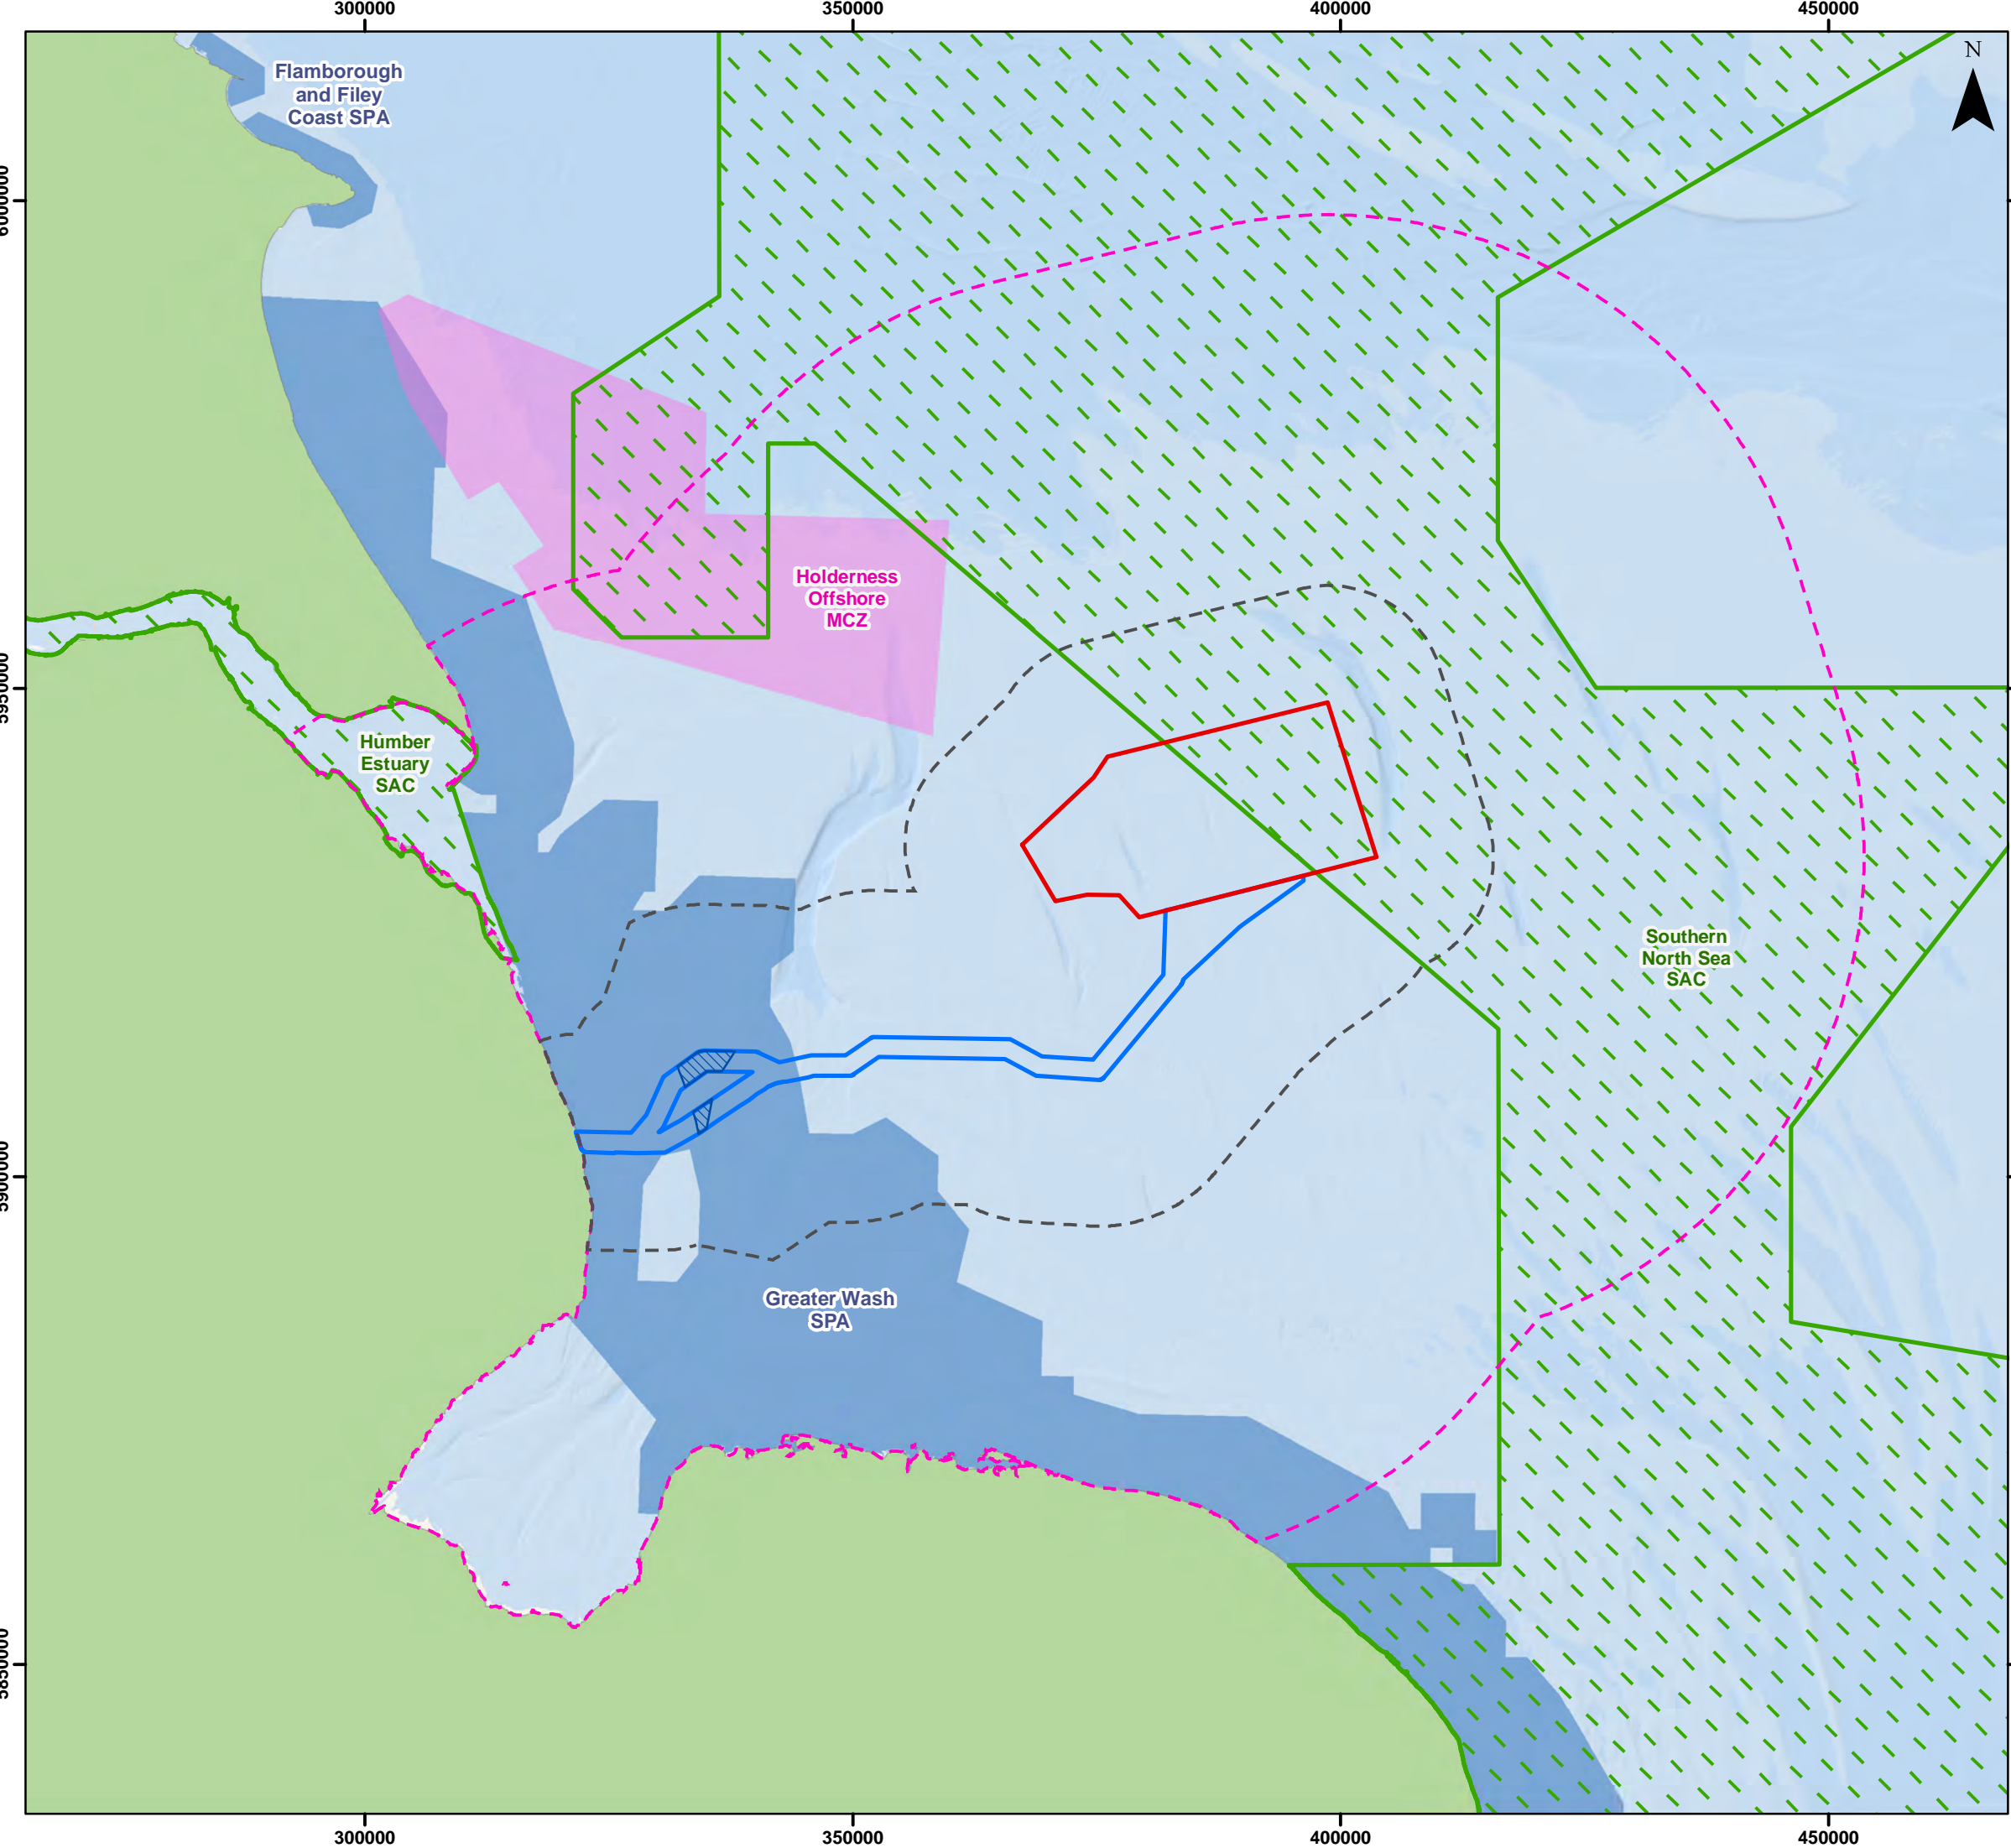 300000
350000
400000
450000
N
Flamborough
and Filey
Coast SPA
Holderness
Offshore
MCZ
Humber
Estuary
SAC
Southern
North Sea
SAC
Greater Wash
SPA
300000
350000
400000
450000